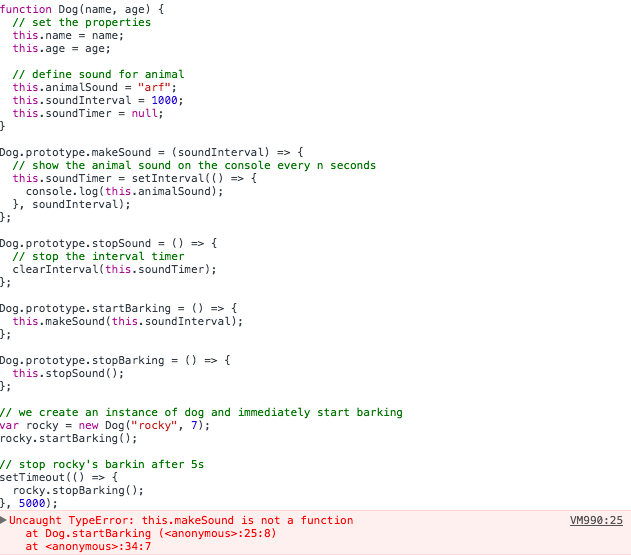 function Dog(name, age) {
  // set the properties
  this.name = name;
  this.age = age;

  // define sound for animal
  this.animalSound = "arf";
  this.soundInterval = 1000;
  this.soundTimer = null;
}

Dog.prototype.makeSound = (soundInterval) => {
  // show the animal sound on the console every n seconds
  this.soundTimer = setInterval(() => {
    console.log(this.animalSound);
  }, soundInterval);
};

Dog.prototype.stopSound = () => {
  // stop the interval timer
  clearInterval(this.soundTimer);
};

Dog.prototype.startBarking = () => {
  this.makeSound(this.soundInterval);
};

Dog.prototype.stopBarking = () => {
  this.stopSound();
};

// we create an instance of dog and immediately start barking
var rocky = new Dog("rocky", 7);
rocky.startBarking();

// stop rocky's barkin after 5s
setTimeout(() => {
  rocky.stopBarking();
}, 5000);
Uncaught TypeError: this.makeSound is not a function VM990:25
    at Dog.startBarking (<anonymous>:25:8)
    at <anonymous>:34:7